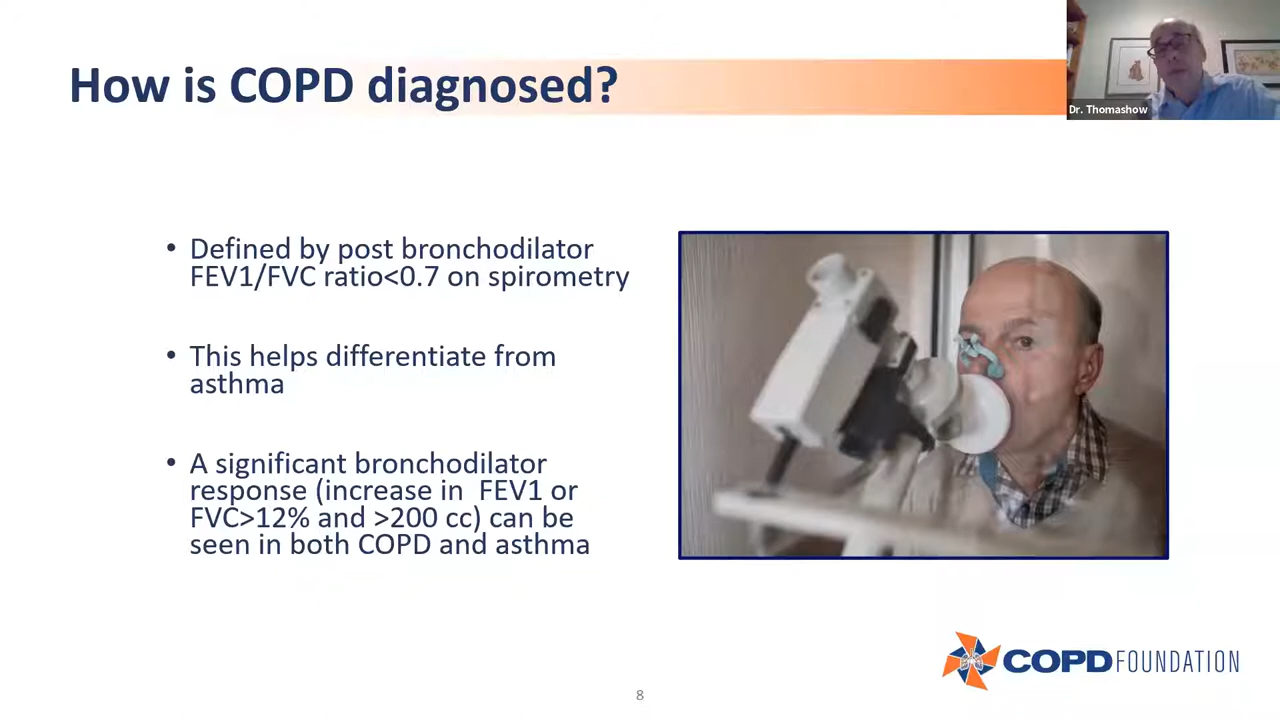 How is COPD diagnosed?
Dr. Thomashow
• Defined by post bronchodilator
FEV1/FVC ratio<0.7 on spirometry
• This helps differentiate from
asthma
• A significant bronchodilator
response (increase in FEV1 or
FVC>12% and >200 cc) can be
seen in both COPD and asthma
COPD FOUNDATION
8